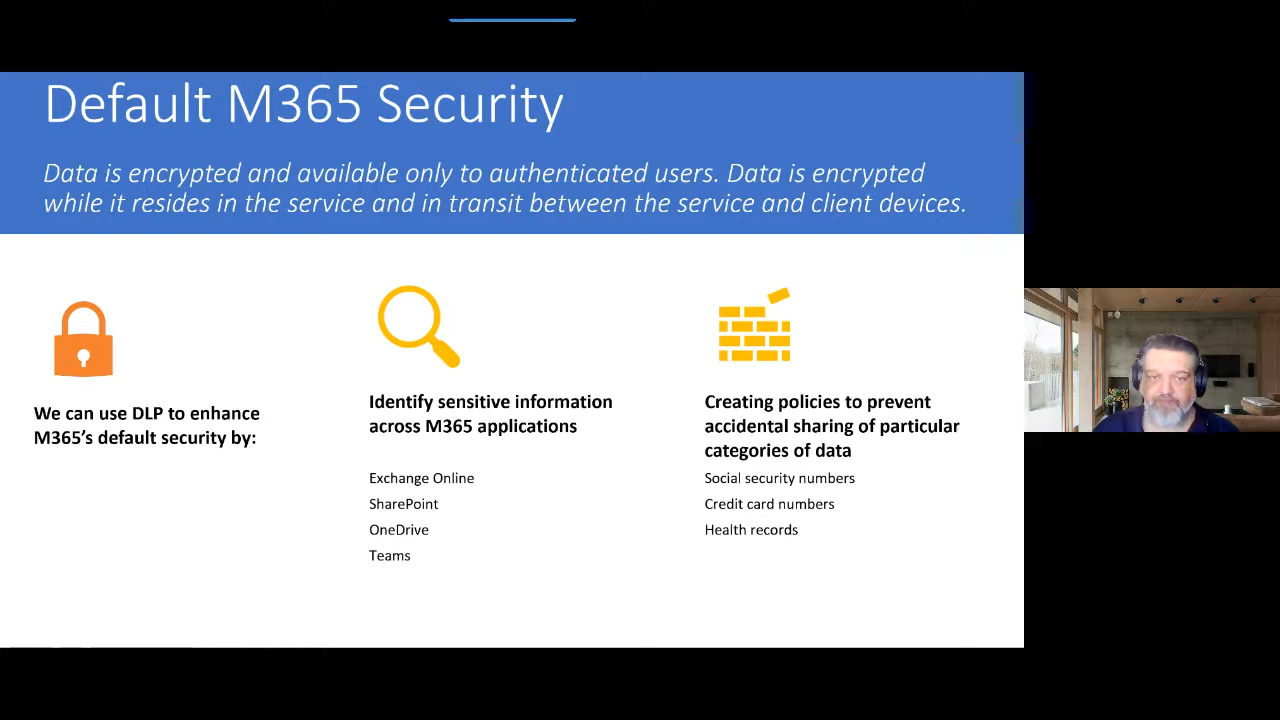 Default M365 Security
Data is encrypted and available only to authenticated users. Data is encrypted
while it resides in the service and in transit between the service and client devices.
We can use DLP to enhance
M365’s default security by:
Identify sensitive information
across M365 applications
Exchange Online
SharePoint
OneDrive
Teams
Creating policies to prevent
accidental sharing of particular
categories of data
Social security numbers
Credit card numbers
Health records